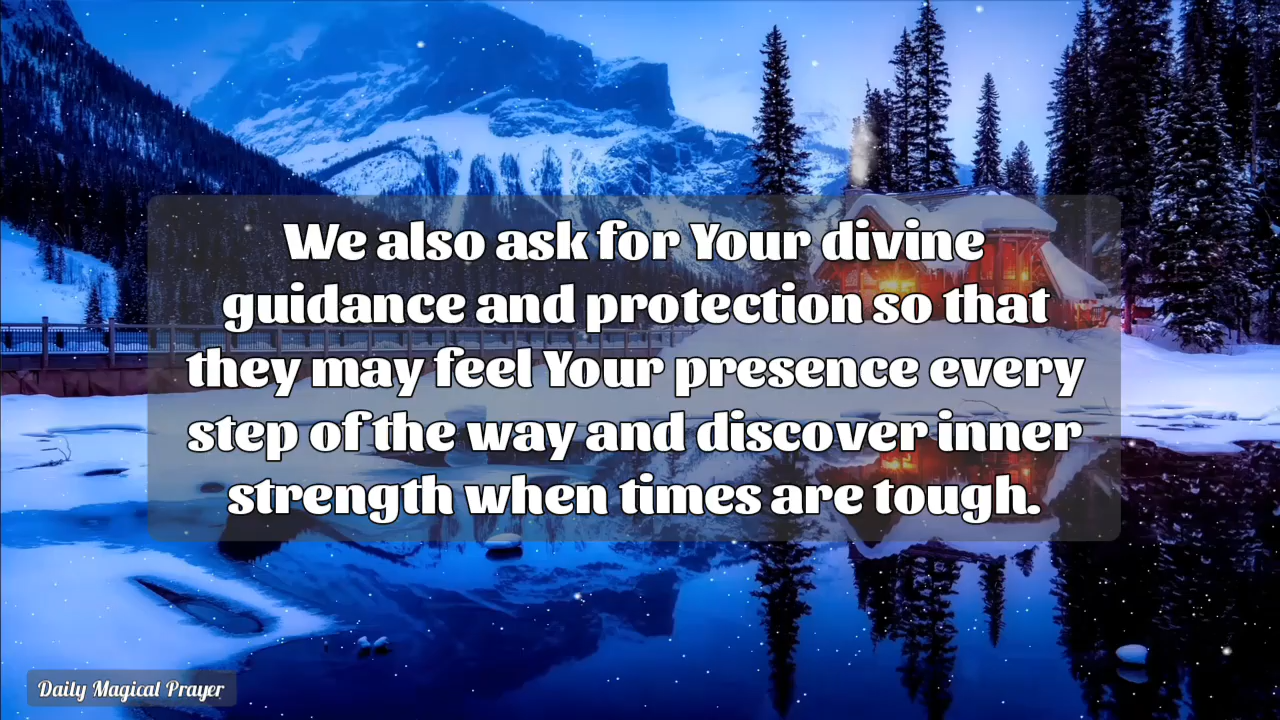 We also ask for Your divine
guidance and protection so that
they may feel Your presence every
step of the way and discover inner
strength when times are tough.
Daily Magical Prayer